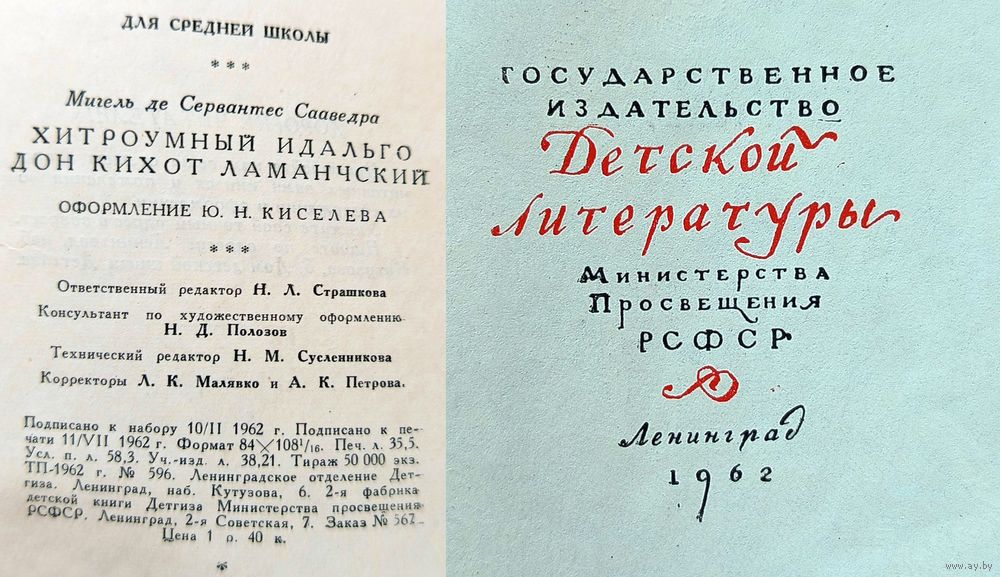 ДЛЯ СРЕДНЕЙ ШКОЛЫ
* * *
Мигель де Сервантес Сааведра
ХИТРОУМНЫЙ ИДАЛЬГО
ДОН КИХОТ ЛАМАНЧСКИЙ
ОФОРМЛЕНИЕ Ю. Н. КИСЕЛЕВА
* * *
Ответственный редактор Н. Л. Страшкова
Консультант по художественному оформлению
Н. Д. Полозов
Технический редактор Н. М. Сусленникова
Корректоры Л. К. Малявко и А. К. Петрова.
Подписано к набору 10/II 1962 г. Подписано к пе-
чати 11/VII 1962 г. Формат 84×108¹/₁₆. Печ. л. 35,5.
Усл. п. л. 58,3. Уч.-изд. л. 38,21. Тираж 50 000 экз.
ТП-1962 г. № 596. Ленинградское отделение Дет-
гиза. Ленинград, наб. Кутузова, 6. 2-я фабрика
детской книги Детгиза Министерства просвещения
РСФСР. Ленинград, 2-я Советская, 7. Заказ № 567
Цена 1 р. 40 к.
ГОСУДАРСТВЕННОЕ
ИЗДАТЕЛЬСТВО
Детской
литературы
Министерства
Просвещения
РСФСР
Ленинград
1962
www.ay.by